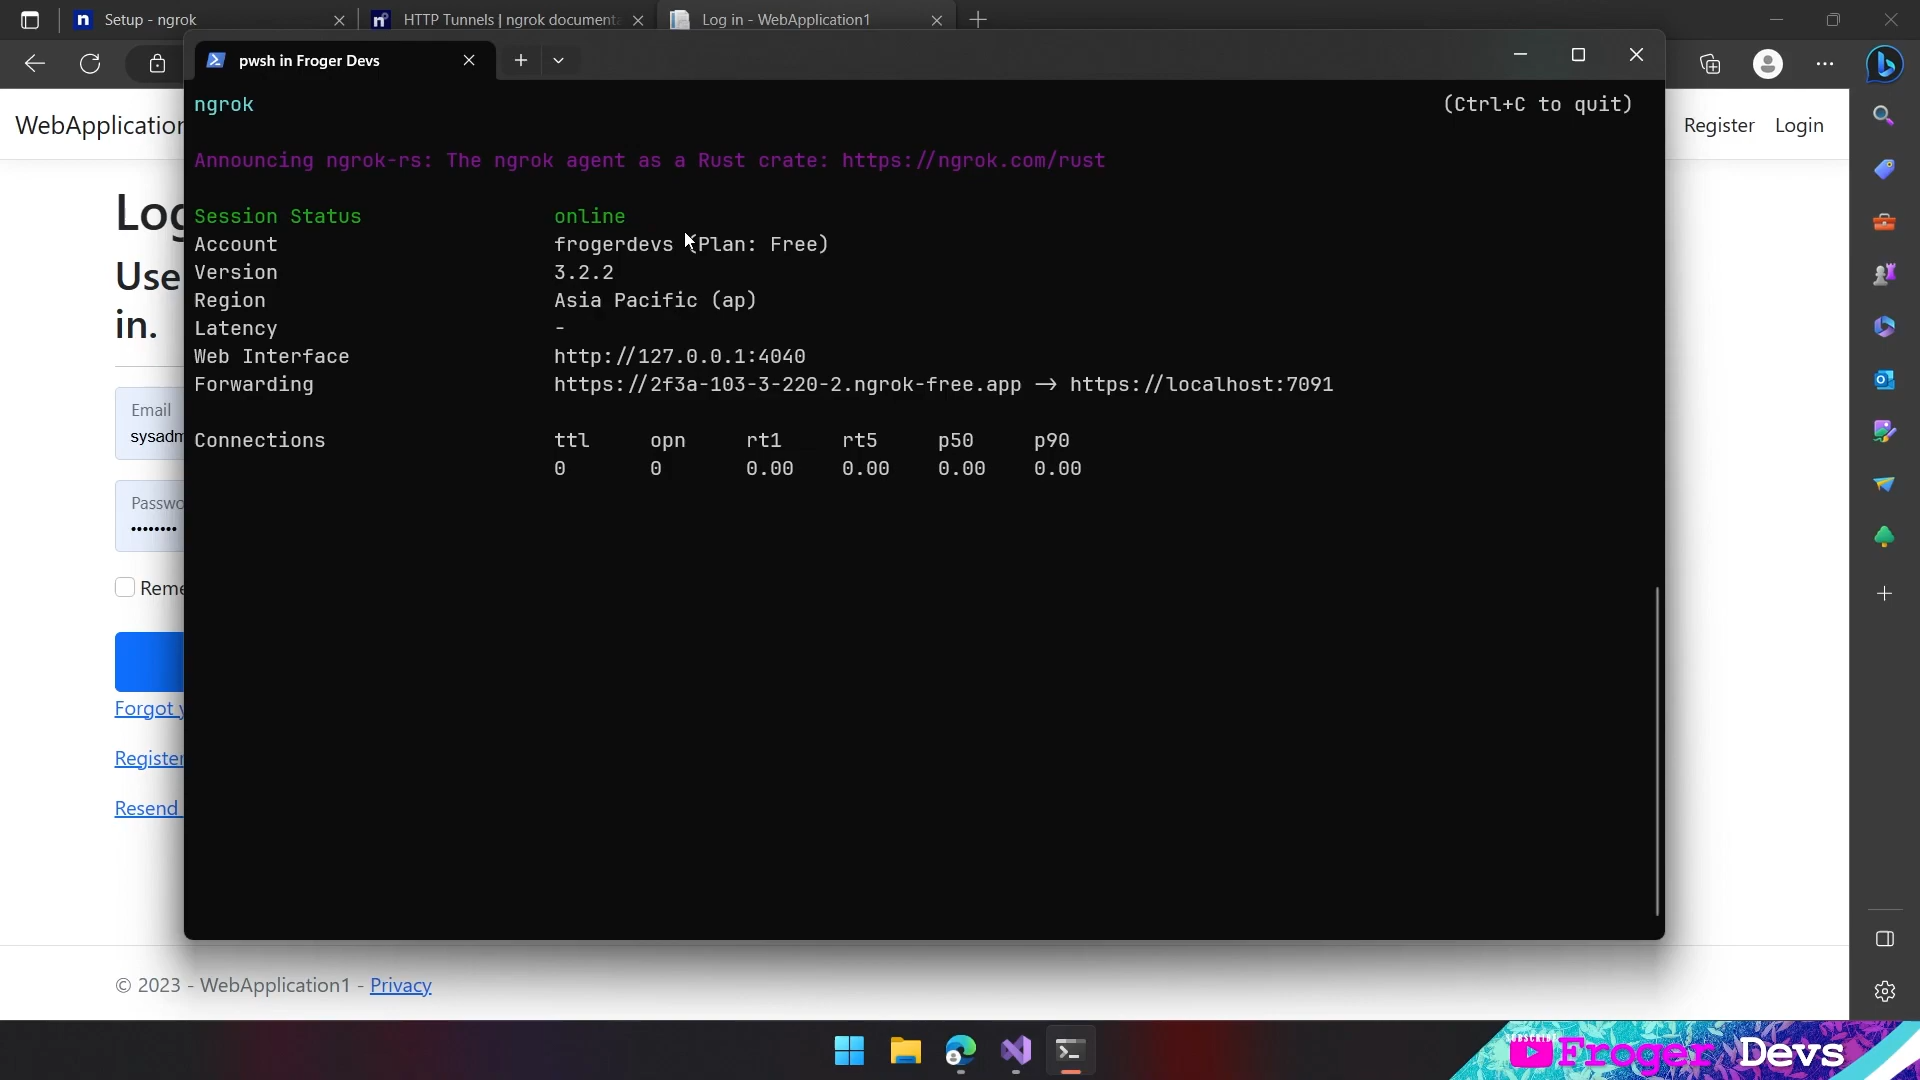 Setup - ngrok
HTTP Tunnels | ngrok documenta
Log in - WebApplication1
pwsh in Froger Devs
WebApplication
Register
Login
ngrok
(Ctrl+C to quit)
Announcing ngrok-rs: The ngrok agent as a Rust crate: https://ngrok.com/rust
Session Status online
Account frogerdevs (Plan: Free)
Version 3.2.2
Region Asia Pacific (ap)
Latency -
Web Interface http://127.0.0.1:4040
Forwarding https://2f3a-103-3-220-2.ngrok-free.app -> https://localhost:7091
Connections ttl opn rt1 rt5 p50 p90
0 0 0.00 0.00 0.00 0.00
Log
Use
in.
Email
sysadm
Passwo
••••••••
Reme
Forgot y
Register
Resend
© 2023 - WebApplication1 - Privacy
SUBSCRIBE
Froger Devs